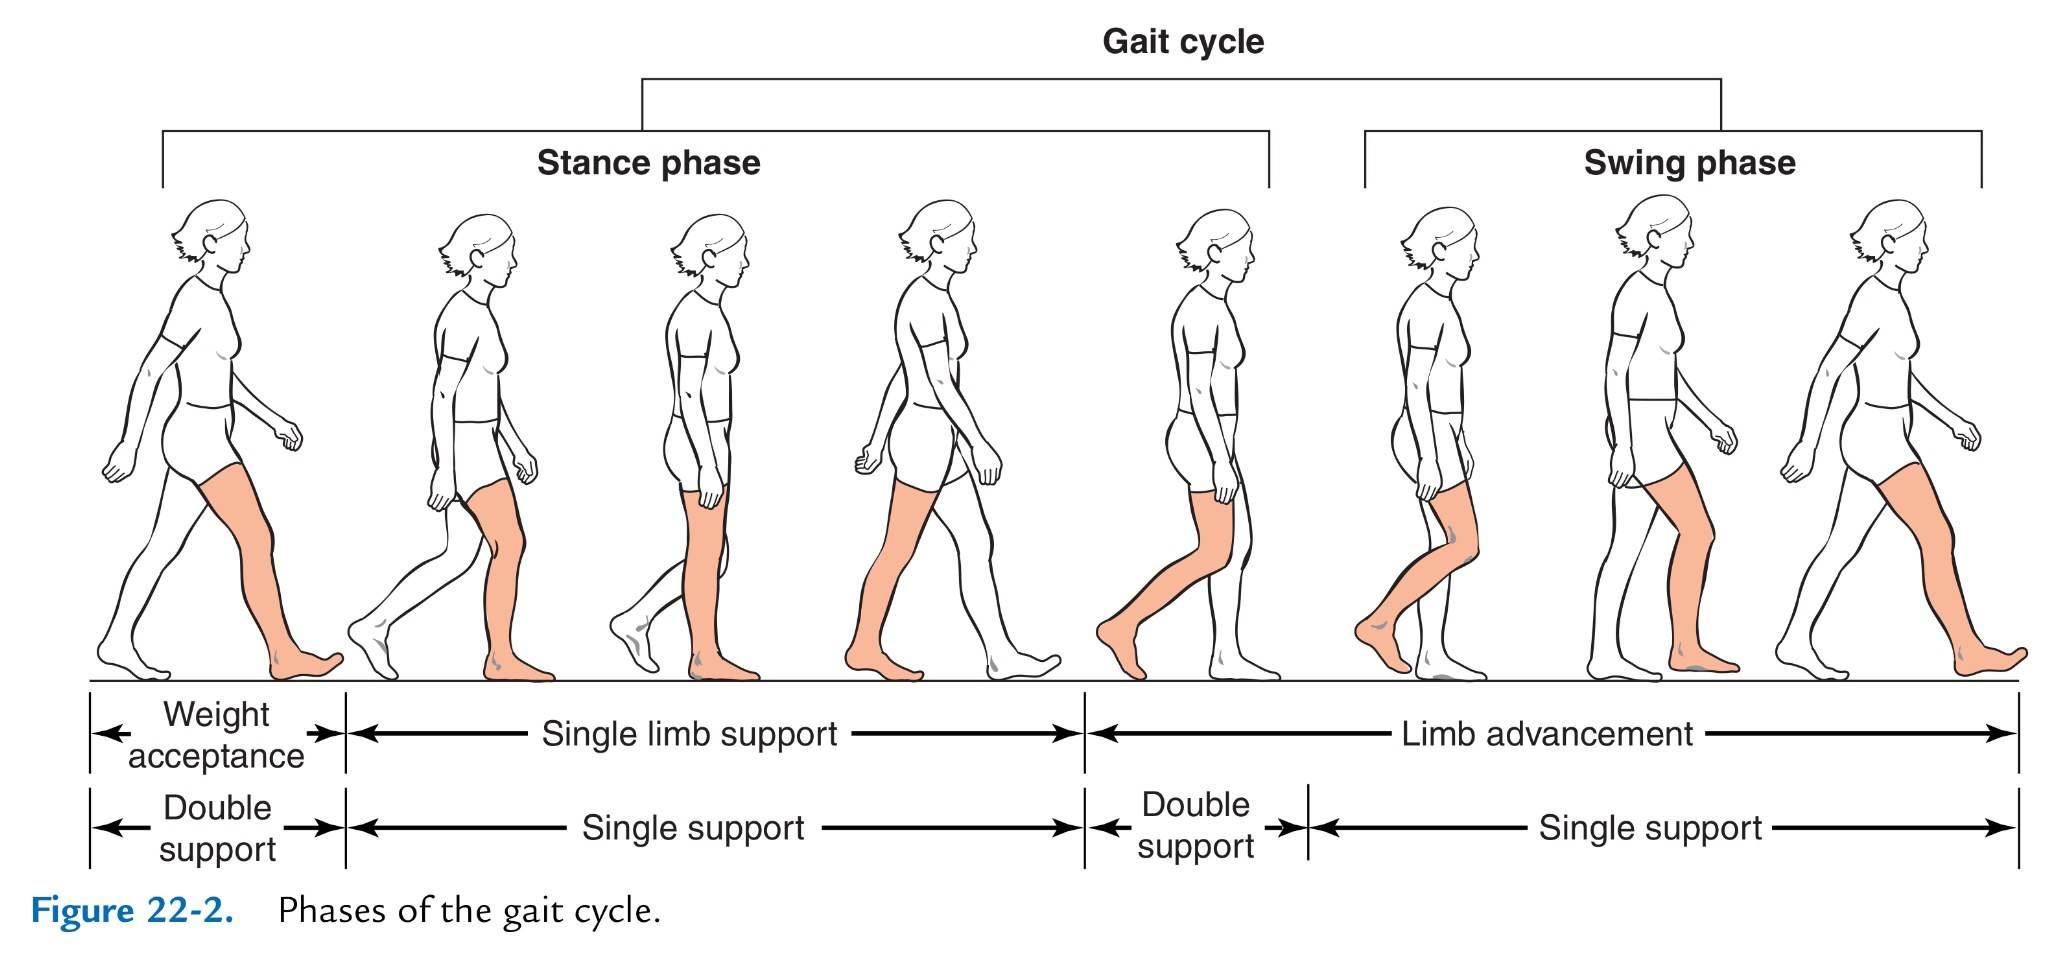 Gait cycle
Stance phase
Swing phase
Weight
acceptance
Single limb support
Limb advancement
Double
support
Single support
Double
support
Single support
Figure 22-2. Phases of the gait cycle.